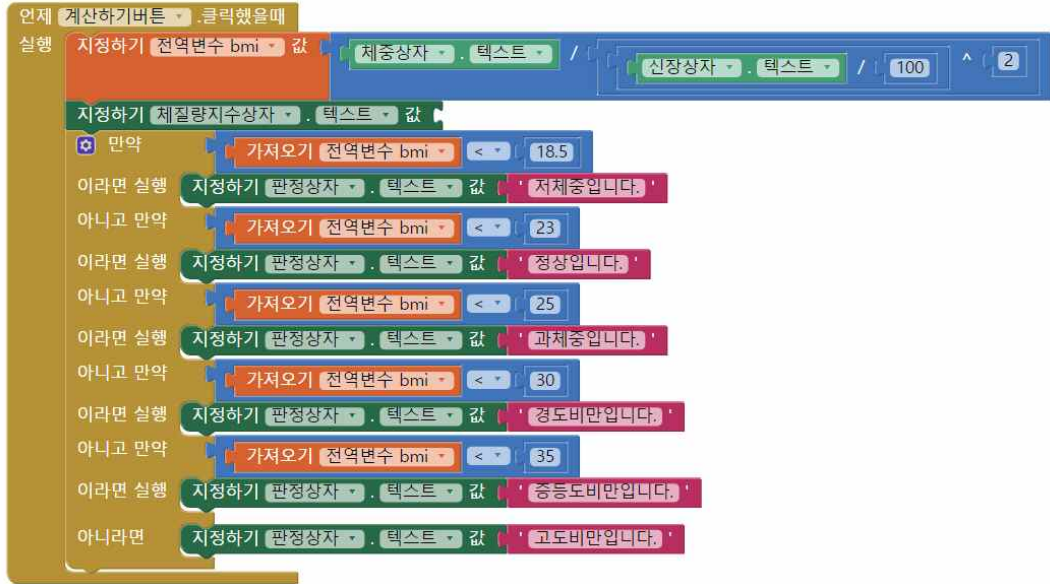 언제 계산하기버튼 .클릭했을때
실행 지정하기 전역변수 bmi 값 체중상자 . 텍스트 / 신장상자 . 텍스트 / 100 ^ 2
지정하기 체질량지수상자 . 텍스트 값
만약 가져오기 전역변수 bmi < 18.5
이라면 실행 지정하기 판정상자 . 텍스트 값 ' 저체중입니다. '
아니고 만약 가져오기 전역변수 bmi < 23
이라면 실행 지정하기 판정상자 . 텍스트 값 ' 정상입니다. '
아니고 만약 가져오기 전역변수 bmi < 25
이라면 실행 지정하기 판정상자 . 텍스트 값 ' 과체중입니다. '
아니고 만약 가져오기 전역변수 bmi < 30
이라면 실행 지정하기 판정상자 . 텍스트 값 ' 경도비만입니다. '
아니고 만약 가져오기 전역변수 bmi < 35
이라면 실행 지정하기 판정상자 . 텍스트 값 ' 중등도비만입니다. '
아니라면 지정하기 판정상자 . 텍스트 값 ' 고도비만입니다. '